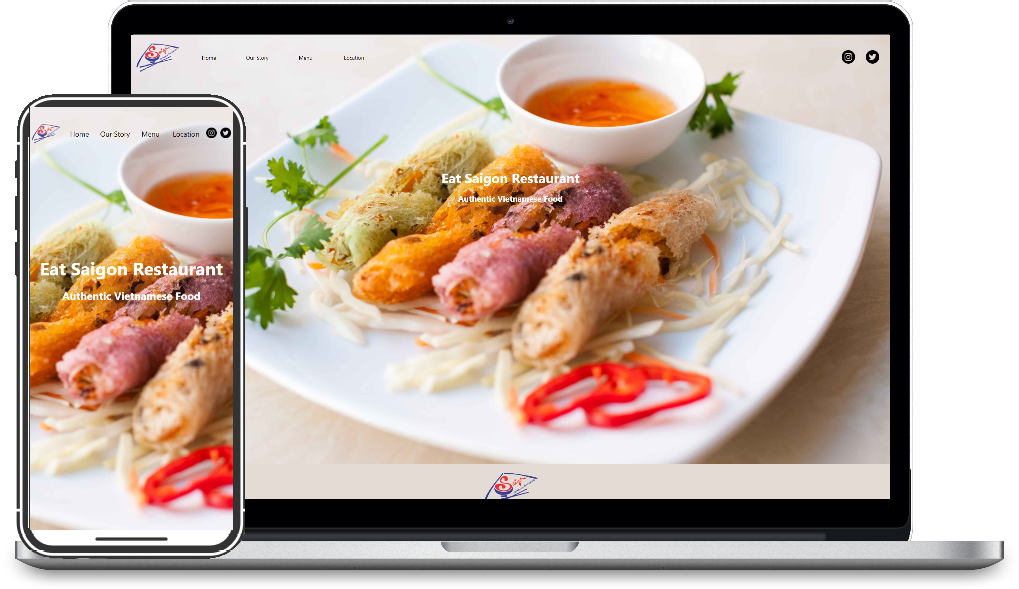 Home Our Story Menu Location
Eat Saigon Restaurant
Authentic Vietnamese Food
Home Our Story Menu Location
Eat Saigon Restaurant
Authentic Vietnamese Food